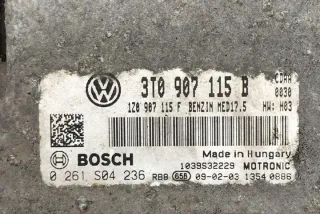 3T0 907 115 B
CDAA
0030
1Z0 907 115 F BENZIN MED17.5 HW: H03
Made in Hungary
BOSCH 1039S32229 MOTRONIC
0 261 S04 236 RBB 658 09-02-03 1354 0886